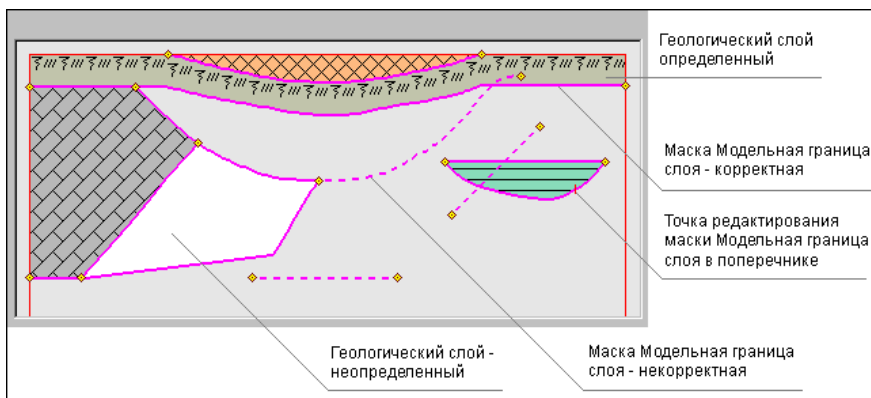 Геологический слой
определенный
Маска Модельная граница
слоя - корректная
Точка редактирования
маски Модельная граница
слоя в поперечнике
Геологический слой -
неопределенный
Маска Модельная граница
слоя - некорректная